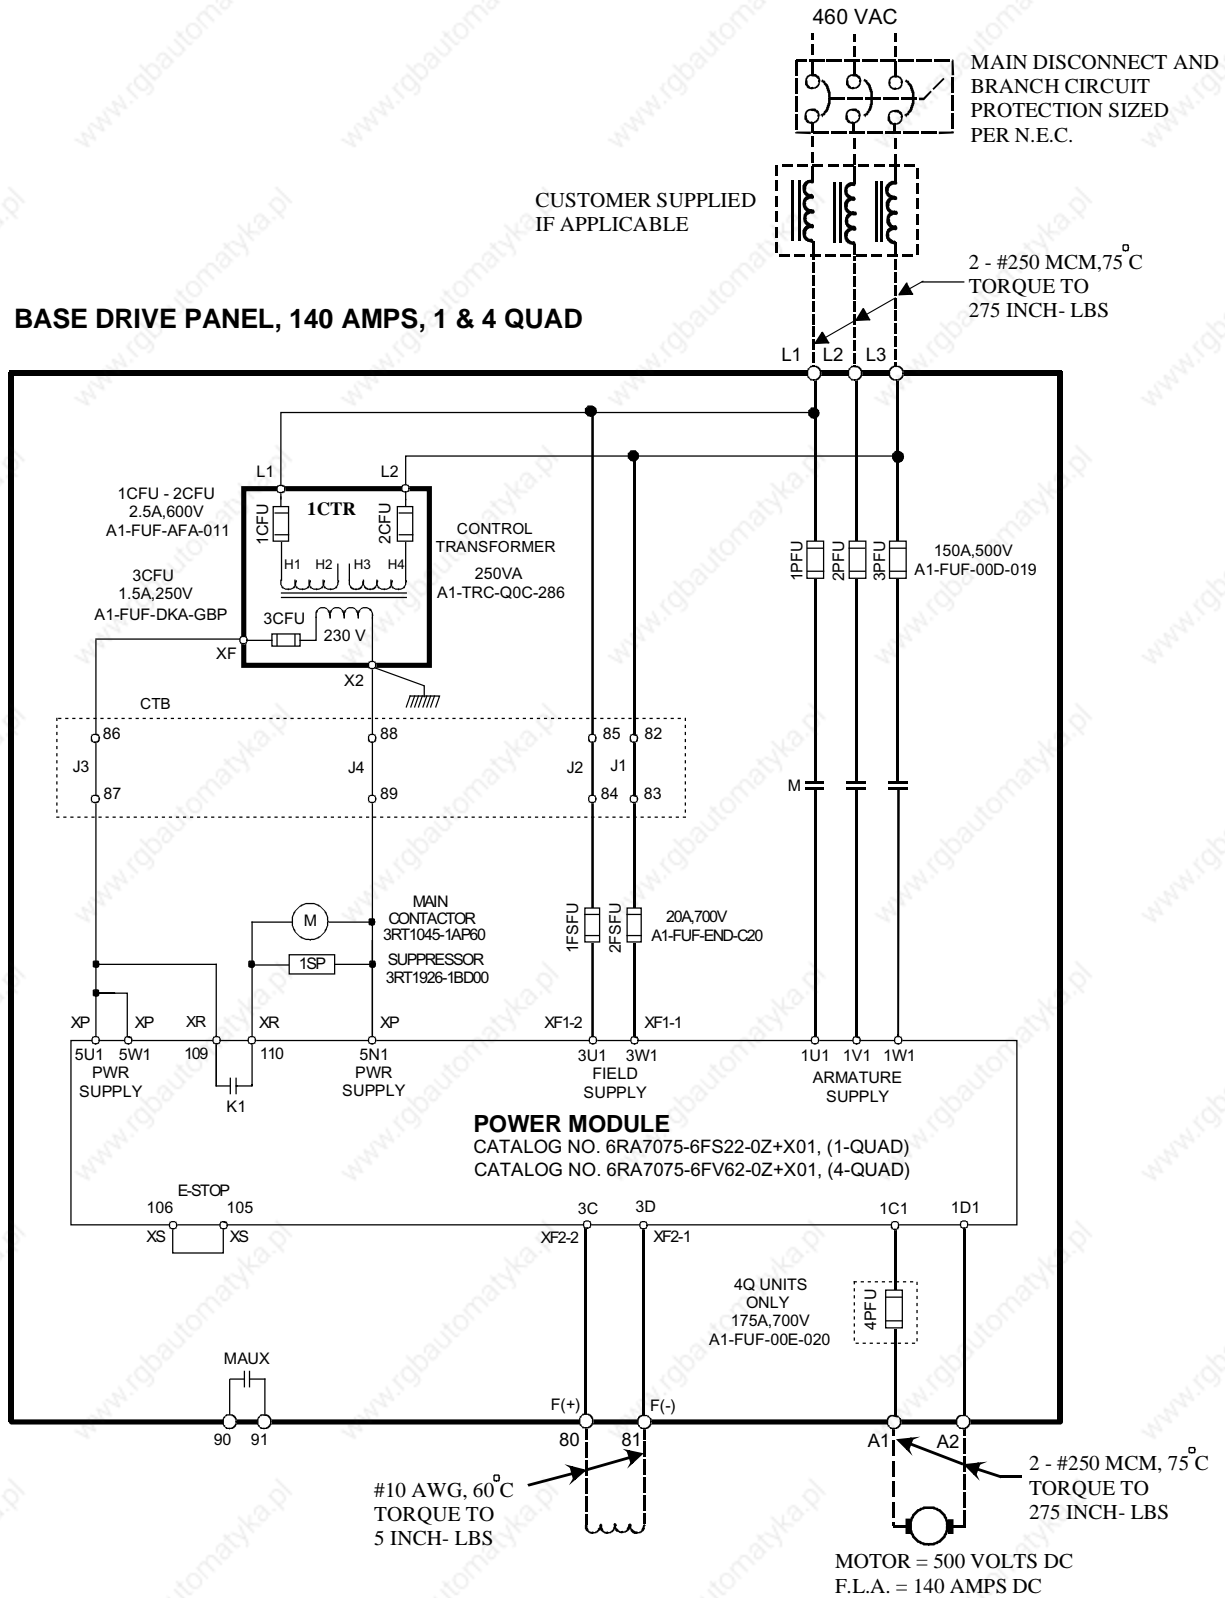 460 VAC
MAIN DISCONNECT AND
BRANCH CIRCUIT
PROTECTION SIZED
PER N.E.C.
CUSTOMER SUPPLIED
IF APPLICABLE
2 - #250 MCM,75°C
TORQUE TO
275 INCH- LBS
BASE DRIVE PANEL, 140 AMPS, 1 & 4 QUAD
L1 L2 L3
L1 L2
1CFU - 2CFU
2.5A,600V
A1-FUF-AFA-011
1CTR
1CFU
2CFU
CONTROL
TRANSFORMER
250VA
A1-TRC-Q0C-286
H1 H2 H3 H4
3CFU
1.5A,250V
A1-FUF-DKA-GBP
3CFU
230 V
XF
X2
1PFU
2PFU
3PFU
150A,500V
A1-FUF-00D-019
CTB
86 88 85 82
J3 J4 J2 J1
87 89 84 83
M
M
MAIN
CONTACTOR
3RT1045-1AP60
1SP
SUPPRESSOR
3RT1926-1BD00
1FSFU
2FSFU
20A,700V
A1-FUF-END-C20
XP XP XR XR XP XF1-2 XF1-1
5U1 5W1 109 110 5N1 3U1 3W1 1U1 1V1 1W1
PWR
SUPPLY
K1
PWR
SUPPLY
FIELD
SUPPLY
ARMATURE
SUPPLY
POWER MODULE
CATALOG NO. 6RA7075-6FS22-0Z+X01, (1-QUAD)
CATALOG NO. 6RA7075-6FV62-0Z+X01, (4-QUAD)
E-STOP
106 105
XS XS
3C 3D 1C1 1D1
XF2-2 XF2-1
4Q UNITS
ONLY
175A,700V
A1-FUF-00E-020
4PFU
MAUX
90 91
F(+) F(-)
80 81
A1 A2
#10 AWG, 60°C
TORQUE TO
5 INCH- LBS
2 - #250 MCM, 75°C
TORQUE TO
275 INCH- LBS
MOTOR = 500 VOLTS DC
F.L.A. = 140 AMPS DC
www.rgbautomatyka.pl